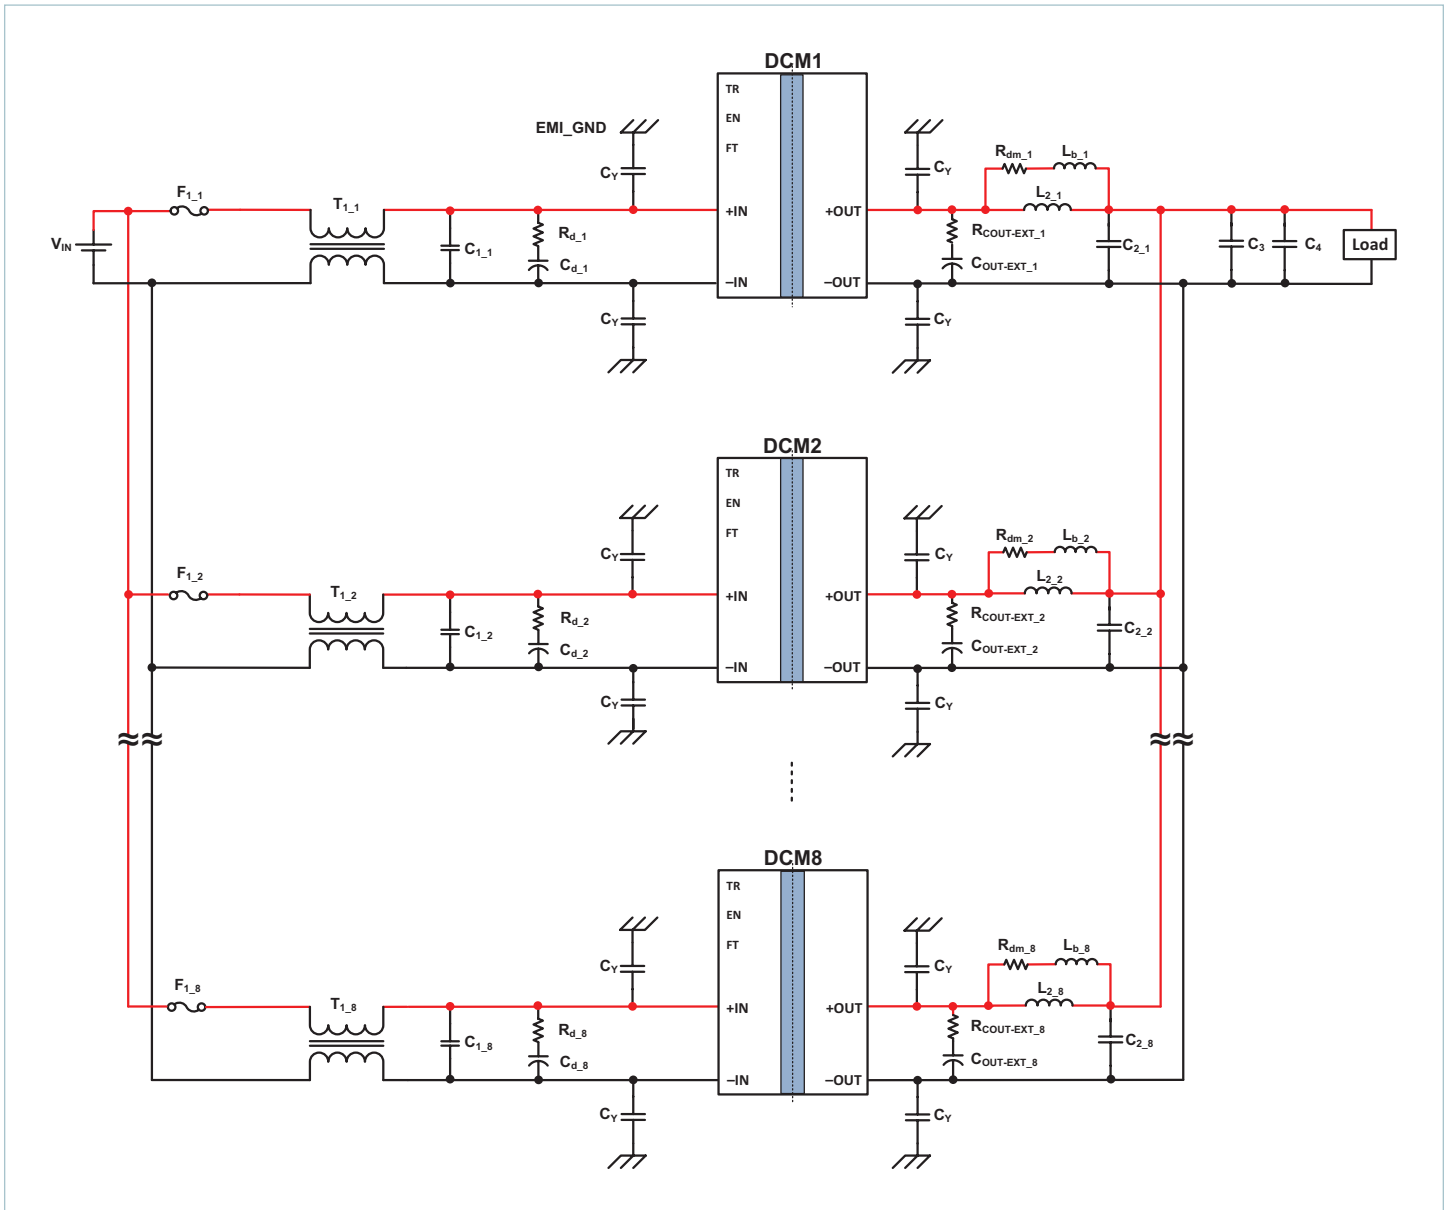 DCM1
TR
EN
FT
+IN
–IN
+OUT
–OUT
EMI_GND
CY
CY
CY
CY
F1_1
T1_1
VIN
C1_1
Rd_1
Cd_1
Rdm_1
Lb_1
L2_1
RCOUT-EXT_1
COUT-EXT_1
C2_1
C3
C4
Load
DCM2
TR
EN
FT
+IN
–IN
+OUT
–OUT
CY
CY
CY
CY
F1_2
T1_2
C1_2
Rd_2
Cd_2
Rdm_2
Lb_2
L2_2
RCOUT-EXT_2
COUT-EXT_2
C2_2
DCM8
TR
EN
FT
+IN
–IN
+OUT
–OUT
CY
CY
CY
CY
F1_8
T1_8
C1_8
Rd_8
Cd_8
Rdm_8
Lb_8
L2_8
RCOUT-EXT_8
COUT-EXT_8
C2_8